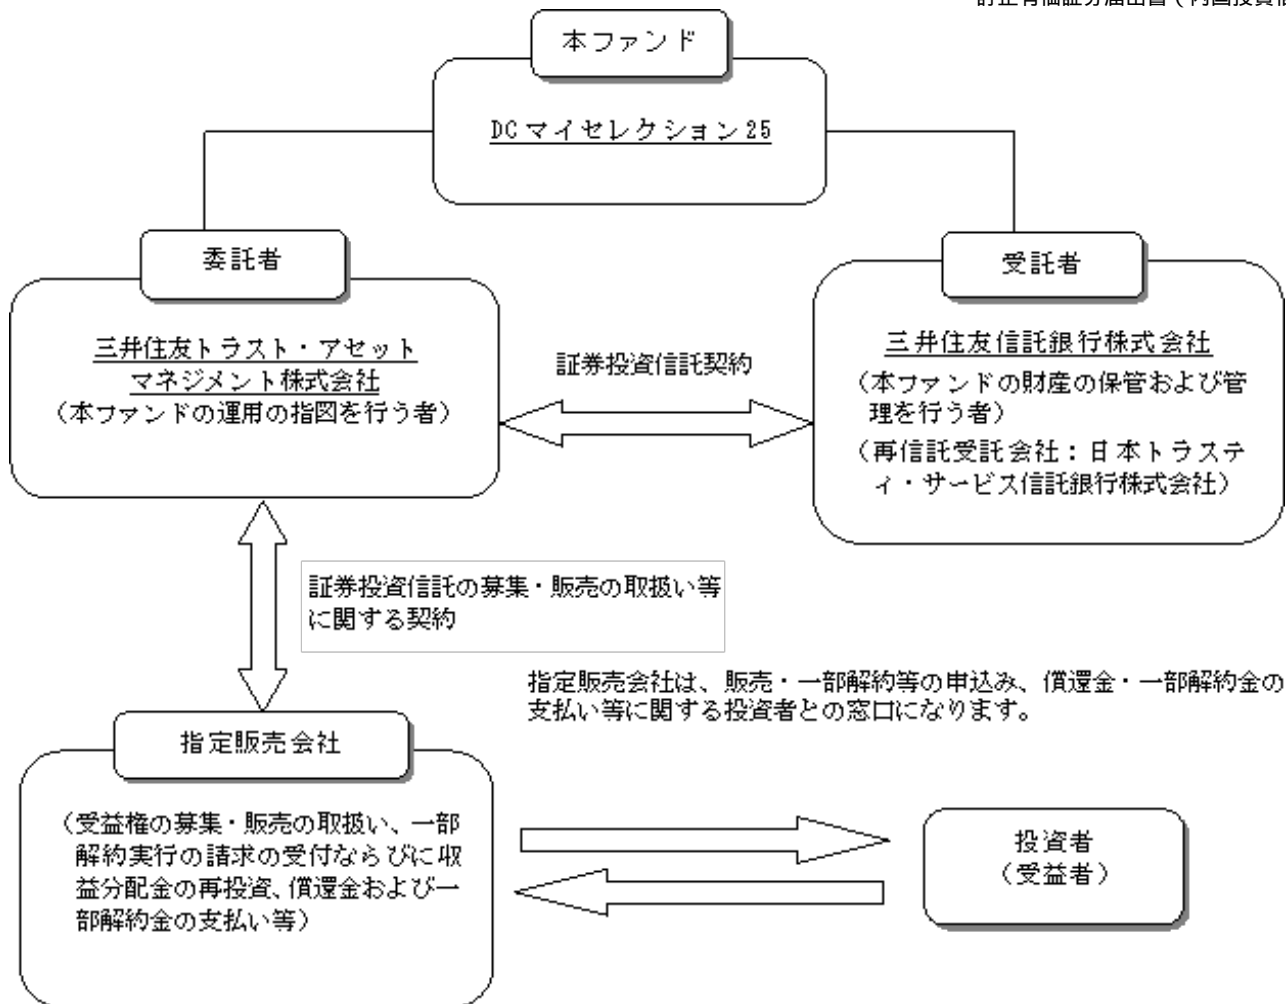 訂正有価証券届出書（内国投資信
本ファンド
DCマイセレクション25
委託者
三井住友トラスト・アセット
マネジメント株式会社
（本ファンドの運用の指図を行う者）
証券投資信託契約
受託者
三井住友信託銀行株式会社
（本ファンドの財産の保管および管
理を行う者）
（再信託受託会社：日本トラステ
ィ・サービス信託銀行株式会社）
証券投資信託の募集・販売の取扱い等
に関する契約
指定販売会社は、販売・一部解約等の申込み、償還金・一部解約金の
支払い等に関する投資者との窓口になります。
指定販売会社
（受益権の募集・販売の取扱い、一部
解約実行の請求の受付ならびに収
益分配金の再投資、償還金および一
部解約金の支払い等）
投資者
（受益者）